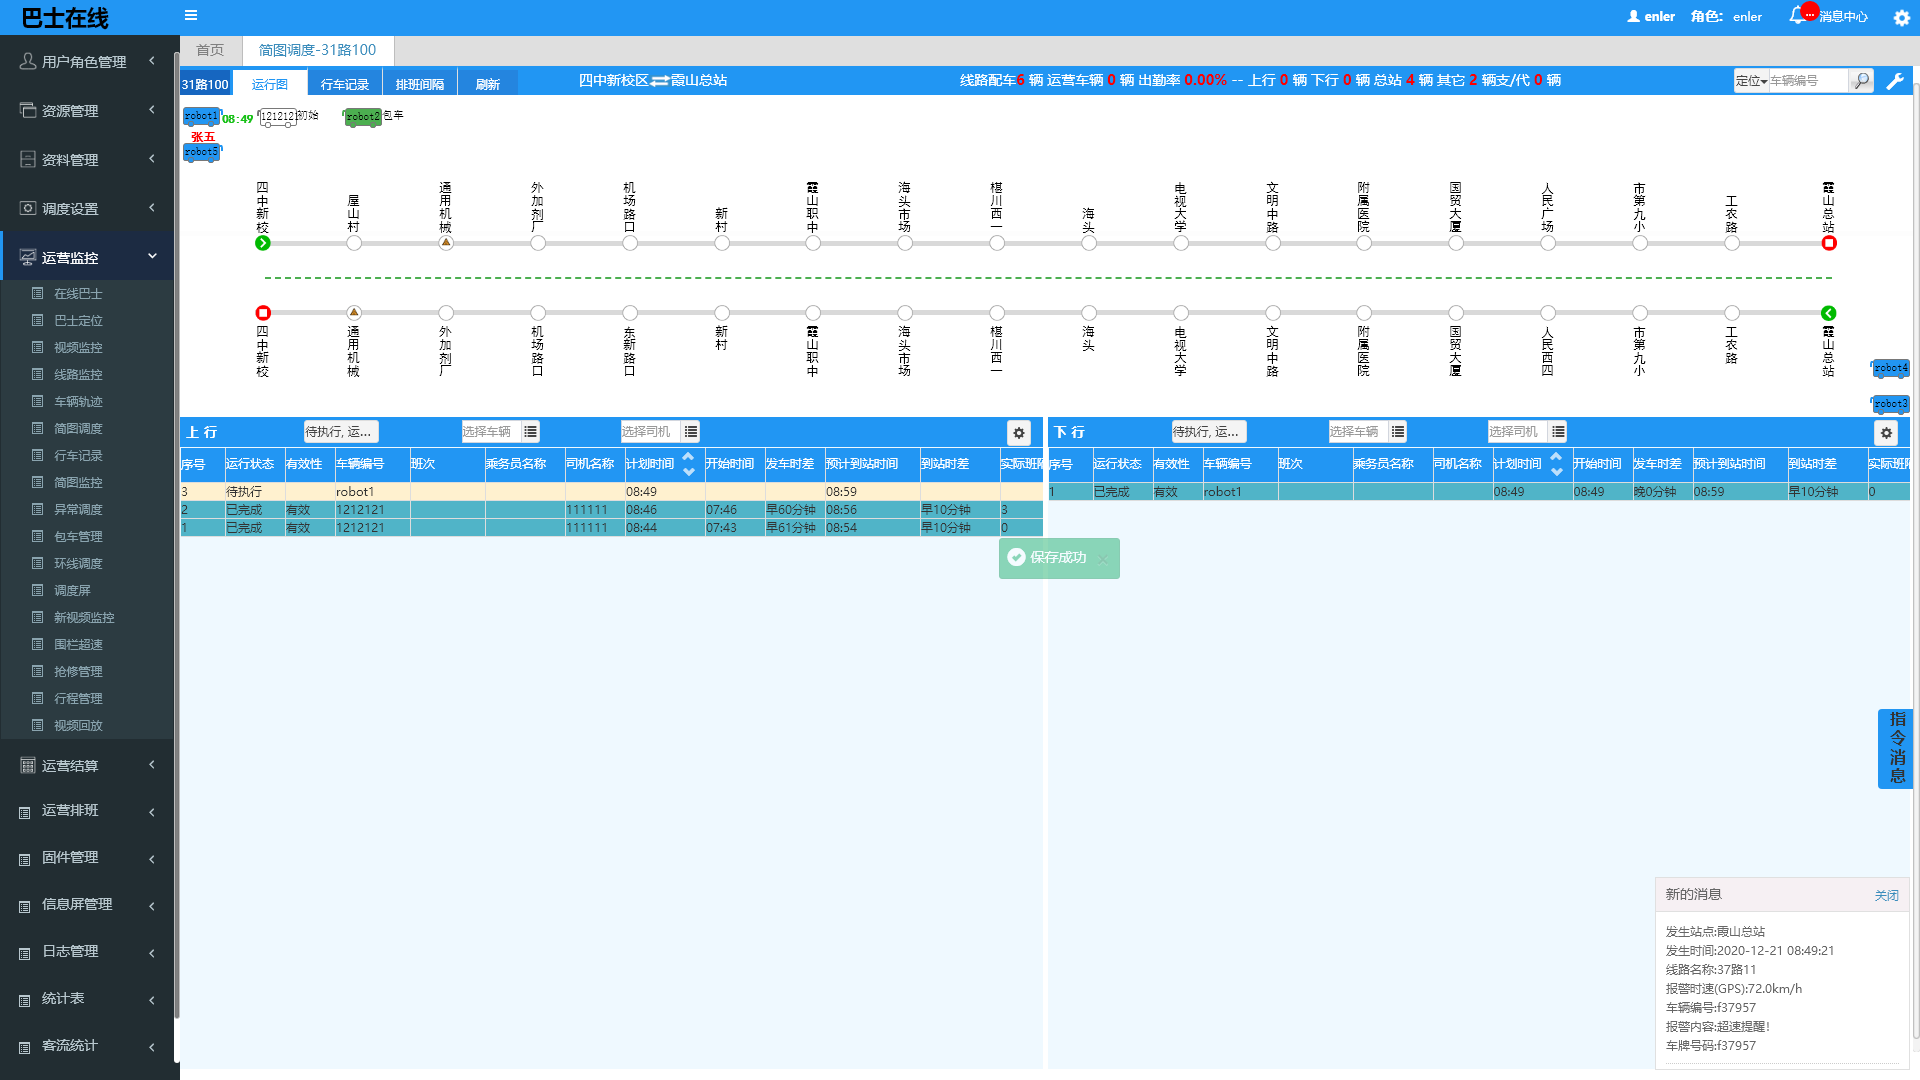 巴士在线
enler 角色: enler ... 消息中心
用户角色管理
资源管理
资料管理
调度设置
运营监控
在线巴士
巴士定位
视频监控
线路监控
车辆轨迹
简图调度
行车记录
简图监控
异常调度
包车管理
环线调度
调度屏
新视频监控
围栏超速
抢修管理
行程管理
视频回放
运营结算
运营排班
固件管理
信息屏管理
日志管理
统计表
客流统计
首页 简图调度-31路100
31路100 运行图 行车记录 排班间隔 刷新 四中新校区⇌霞山总站 线路配车6 辆 运营车辆 0 辆 出勤率 0.00% -- 上行 0 辆 下行 0 辆 总站 4 辆 其它 2 辆支/代 0 辆 定位 车辆编号
robot1 08:49 1212121 初始 robot2 包车
张五
robot5
四中新校 屋山村 通用机械 外加剂厂 机场路口 新村 霞山职中 海头市场 椹川西一 海头 电视大学 文明中路 附属医院 国贸大厦 人民广场 市第九小 工农路 霞山总站
四中新校 通用机械 外加剂厂 机场路口 东新路口 新村 霞山职中 海头市场 椹川西一 海头 电视大学 文明中路 附属医院 国贸大厦 人民西四 市第九小 工农路 霞山总站
robot4
robot3
上行 待执行, 运... 选择车辆 选择司机
序号 运行状态 有效性 车辆编号 班次 乘务员名称 司机名称 计划时间 开始时间 发车时差 预计到站时间 到站时差 实际班
3 待执行 robot1 08:49 08:59
2 已完成 有效 1212121 111111 08:46 07:46 早60分钟 08:56 早10分钟 3
1 已完成 有效 1212121 111111 08:44 07:43 早61分钟 08:54 早10分钟 0
下行 待执行, 运... 选择车辆 选择司机
序号 运行状态 有效性 车辆编号 班次 乘务员名称 司机名称 计划时间 开始时间 发车时差 预计到站时间 到站时差 实际班
1 已完成 有效 robot1 08:49 08:49 晚0分钟 08:59 早10分钟 0
保存成功 ×
指令消息
新的消息 关闭
发生站点:霞山总站
发生时间:2020-12-21 08:49:21
线路名称:37路11
报警时速(GPS):72.0km/h
车辆编号:f37957
报警内容:超速提醒!
车牌号码:f37957